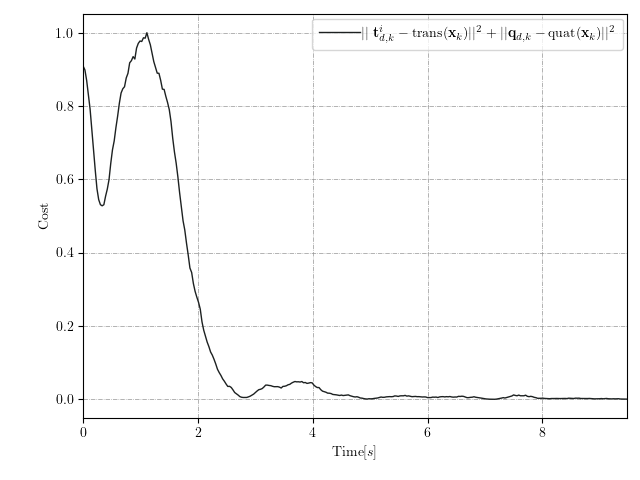 || t^i_{d,k} − trans(x_k)||^2 + ||q_{d,k} − quat(x_k)||^2
1.0
0.8
0.6
0.4
0.2
0.0
Cost
0 2 4 6 8
Time[s]